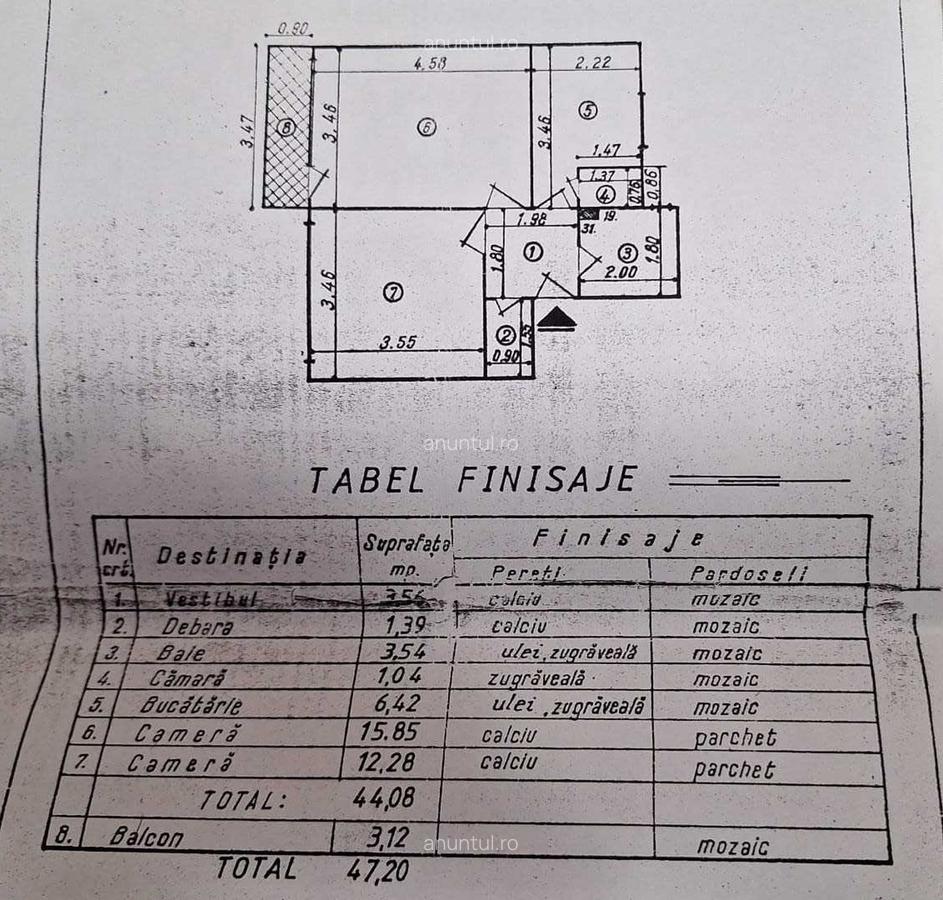 0.90
anuntul.ro
4.58
2.22
3.47
8
3.46
6
3.46
5
1.47
1.37
4
0.76
0.86
1.98
31.
19.
1.80
1
3
1.80
2.00
7
3.46
3.55
2
0.90
anuntul.ro
TABEL FINISAJE
Nr. crt.
Destinația
Suprafața mp.
Finisaje
Pereți
Pardoseli
1. Vestibul 3,56 calciu mozaic
2. Debara 1,39 calciu mozaic
3. Baie 3,54 ulei, zugrăveală mozaic
4. Cămară 1,04 zugrăveală mozaic
5. Bucătărie 6,42 ulei, zugrăveală mozaic
6. Cameră 15.85 calciu parchet
7. Cameră 12,28 calciu parchet
TOTAL: 44,08
8. Balcon 3,12 mozaic
anuntul.ro
TOTAL 47,20